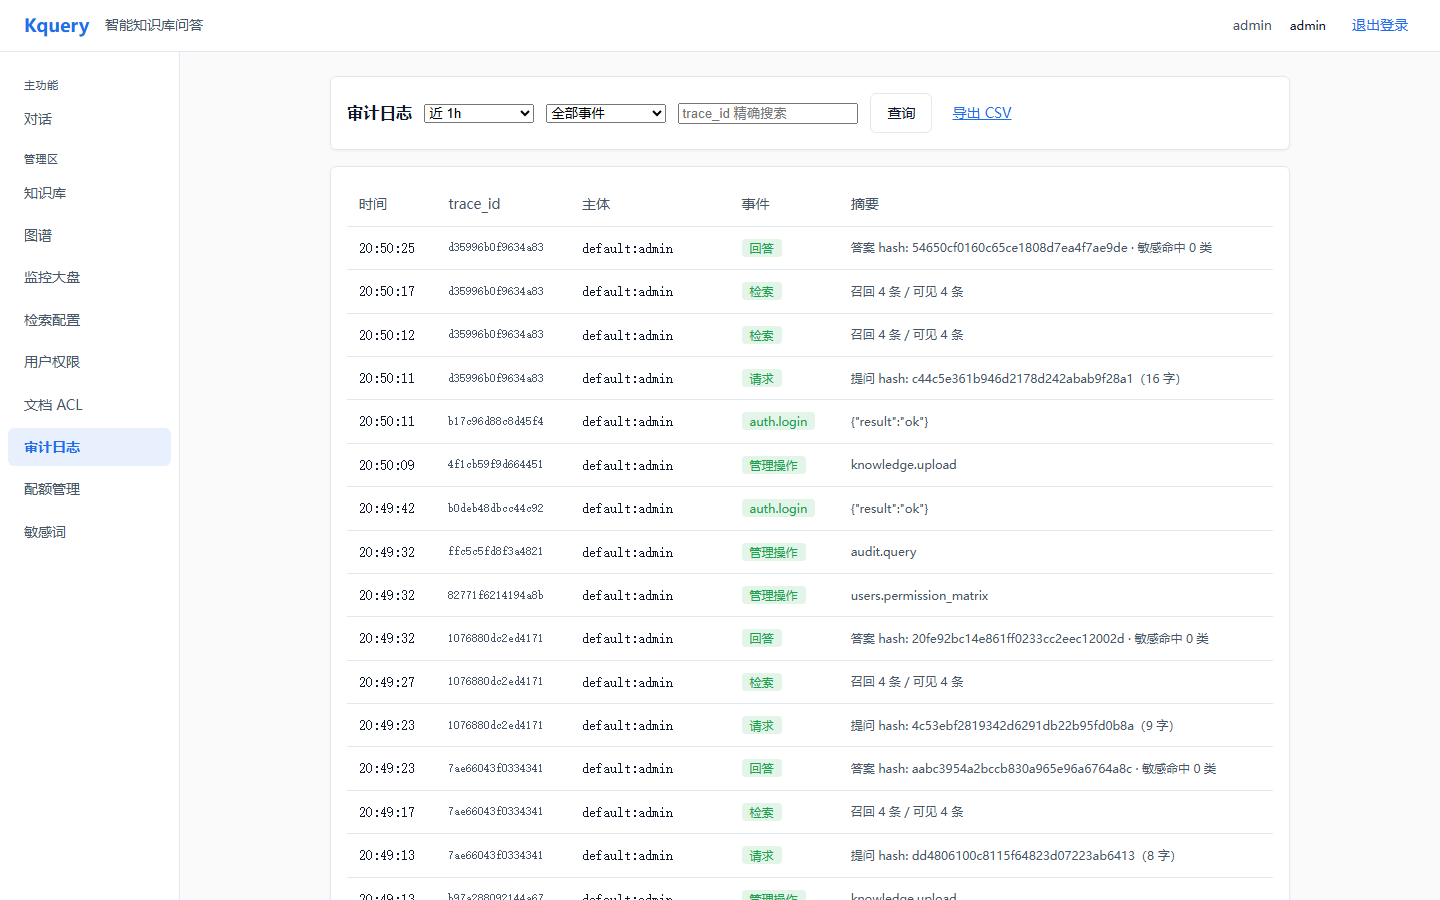 Kquery 智能知识库问答 admin admin 退出登录
主功能
对话
管理区
知识库
图谱
监控大盘
检索配置
用户权限
文档 ACL
审计日志
配额管理
敏感词
审计日志 近 1h 全部事件 trace_id 精确搜索 查询 导出 CSV
时间 trace_id 主体 事件 摘要
20:50:25 d35996b0f9634a83 default:admin 回答 答案 hash: 54650cf0160c65ce1808d7ea4f7ae9de · 敏感命中 0 类
20:50:17 d35996b0f9634a83 default:admin 检索 召回 4 条 / 可见 4 条
20:50:12 d35996b0f9634a83 default:admin 检索 召回 4 条 / 可见 4 条
20:50:11 d35996b0f9634a83 default:admin 请求 提问 hash: c44c5e361b946d2178d242abab9f28a1（16 字）
20:50:11 b17c96d88c8d45f4 default:admin auth.login {"result":"ok"}
20:50:09 4f1cb59f9d664451 default:admin 管理操作 knowledge.upload
20:49:42 b0deb48dbcc44c92 default:admin auth.login {"result":"ok"}
20:49:32 ffc5c5fd8f3a4821 default:admin 管理操作 audit.query
20:49:32 82771f6214194a8b default:admin 管理操作 users.permission_matrix
20:49:32 1076880dc2ed4171 default:admin 回答 答案 hash: 20fe92bc14e861ff0233cc2eec12002d · 敏感命中 0 类
20:49:27 1076880dc2ed4171 default:admin 检索 召回 4 条 / 可见 4 条
20:49:23 1076880dc2ed4171 default:admin 请求 提问 hash: 4c53ebf2819342d6291db22b95fd0b8a（9 字）
20:49:23 7ae66043f0334341 default:admin 回答 答案 hash: aabc3954a2bccb830a965e96a6764a8c · 敏感命中 0 类
20:49:17 7ae66043f0334341 default:admin 检索 召回 4 条 / 可见 4 条
20:49:13 7ae66043f0334341 default:admin 请求 提问 hash: dd4806100c8115f64823d07223ab6413（8 字）
20:49:13 b97a288092144a67 default:admin 管理操作 knowledge.upload